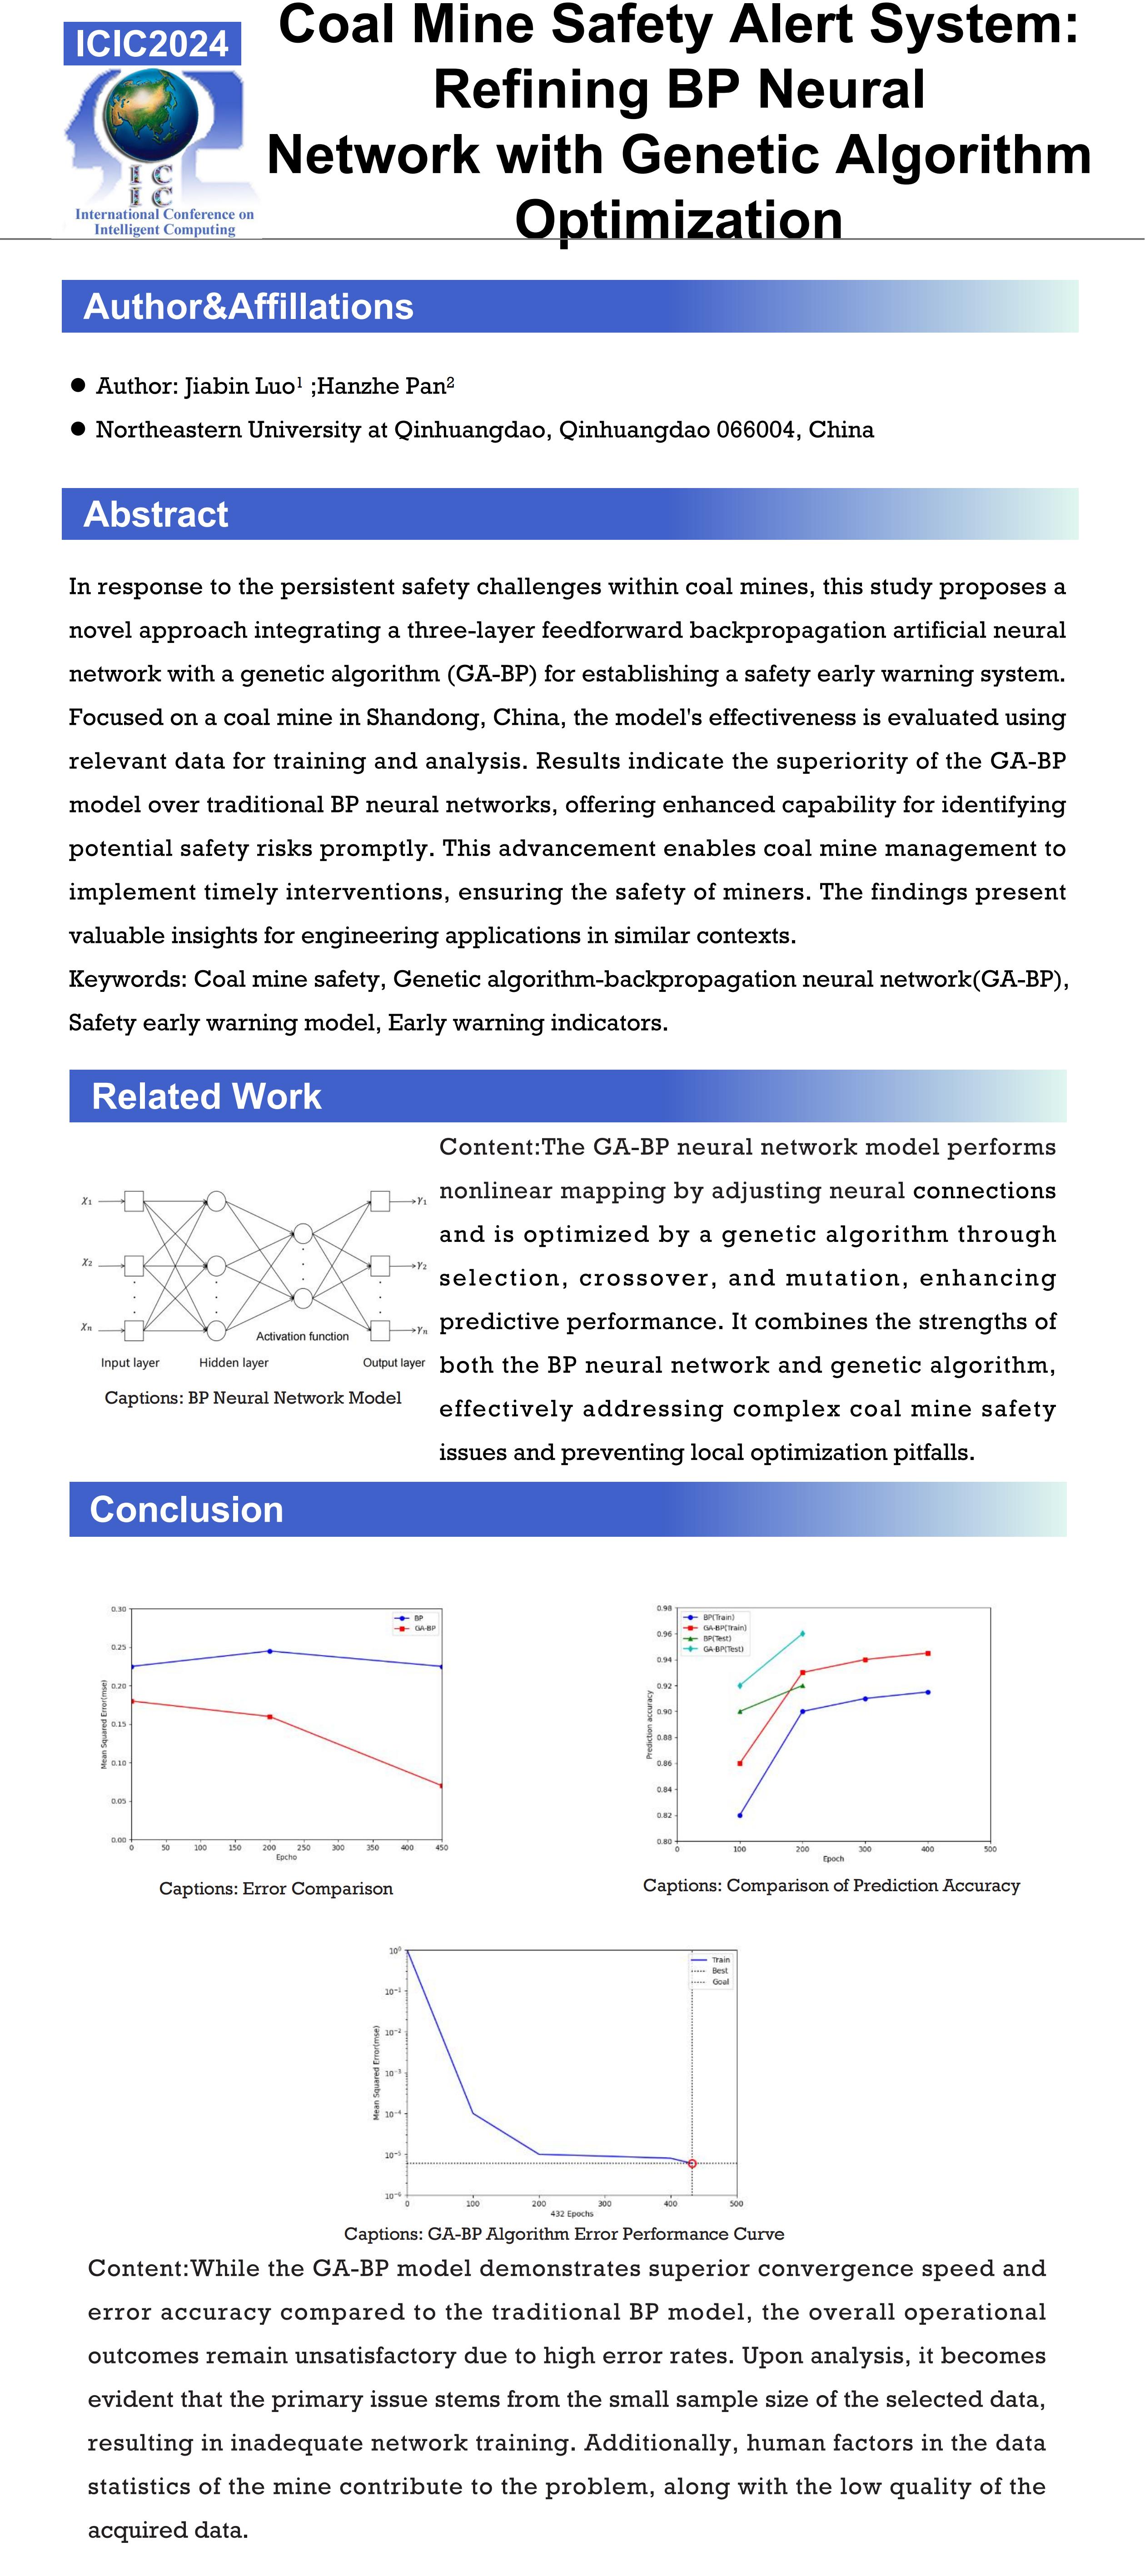 ICIC2024
I C
I C
International Conference on
Intelligent Computing
Coal Mine Safety Alert System:
Refining BP Neural
Network with Genetic Algorithm
Optimization
Author&Affillations
● Author: Jiabin Luo¹ ;Hanzhe Pan²
● Northeastern University at Qinhuangdao, Qinhuangdao 066004, China
Abstract
In response to the persistent safety challenges within coal mines, this study proposes a
novel approach integrating a three-layer feedforward backpropagation artificial neural
network with a genetic algorithm (GA-BP) for establishing a safety early warning system.
Focused on a coal mine in Shandong, China, the model's effectiveness is evaluated using
relevant data for training and analysis. Results indicate the superiority of the GA-BP
model over traditional BP neural networks, offering enhanced capability for identifying
potential safety risks promptly. This advancement enables coal mine management to
implement timely interventions, ensuring the safety of miners. The findings present
valuable insights for engineering applications in similar contexts.
Keywords: Coal mine safety, Genetic algorithm-backpropagation neural network(GA-BP),
Safety early warning model, Early warning indicators.
Related Work
χ1
γ1
χ2
γ2
χn
γn
Activation function
Input layer
Hidden layer
Output layer
Captions: BP Neural Network Model
Content:The GA-BP neural network model performs
nonlinear mapping by adjusting neural connections
and is optimized by a genetic algorithm through
selection, crossover, and mutation, enhancing
predictive performance. It combines the strengths of
both the BP neural network and genetic algorithm,
effectively addressing complex coal mine safety
issues and preventing local optimization pitfalls.
Conclusion
Mean Squared Error(mse)
0.30
0.25
0.20
0.15
0.10
0.05
0.00
BP
GA-BP
0 50 100 150 200 250 300 350 400 450
Epcho
Captions: Error Comparison
Prediction accuracy
0.98
0.96
0.94
0.92
0.90
0.88
0.86
0.84
0.82
0.80
BP(Train)
GA-BP(Train)
BP(Test)
GA-BP(Test)
0 100 200 300 400 500
Epoch
Captions: Comparison of Prediction Accuracy
Mean Squared Error(mse)
10⁰
10⁻¹
10⁻²
10⁻³
10⁻⁴
10⁻⁵
10⁻⁶
Train
Best
Goal
0 100 200 300 400 500
432 Epochs
Captions: GA-BP Algorithm Error Performance Curve
Content:While the GA-BP model demonstrates superior convergence speed and
error accuracy compared to the traditional BP model, the overall operational
outcomes remain unsatisfactory due to high error rates. Upon analysis, it becomes
evident that the primary issue stems from the small sample size of the selected data,
resulting in inadequate network training. Additionally, human factors in the data
statistics of the mine contribute to the problem, along with the low quality of the
acquired data.